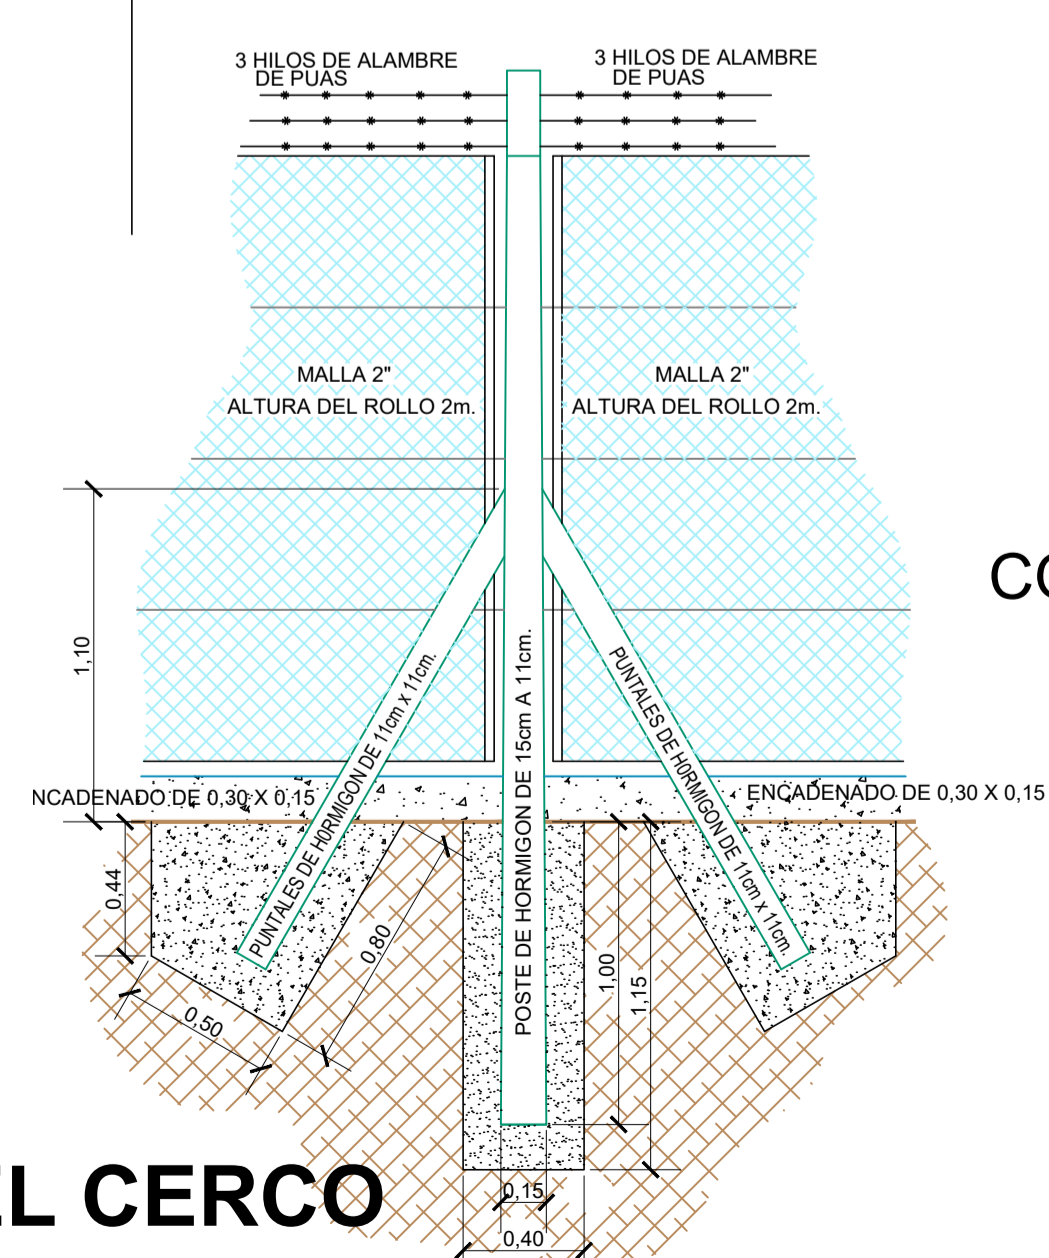 3 HILOS DE ALAMBRE
DE PUAS
3 HILOS DE ALAMBRE
DE PUAS
MALLA 2"
ALTURA DEL ROLLO 2m.
MALLA 2"
ALTURA DEL ROLLO 2m.
CO
1,10
PUNTALES DE H0RMIGON DE 11cm x 11cm.
POSTE DE HORMIGON DE 15cm A 11cm.
PUNTALES DE H0RMIGON DE 11cm x 11cm.
NCADENADO DE 0,30 X 0,15
ENCADENADO DE 0,30 X 0,15
0,44
0,50
0,80
1,00
1,15
EL CERCO
0,15
0,40